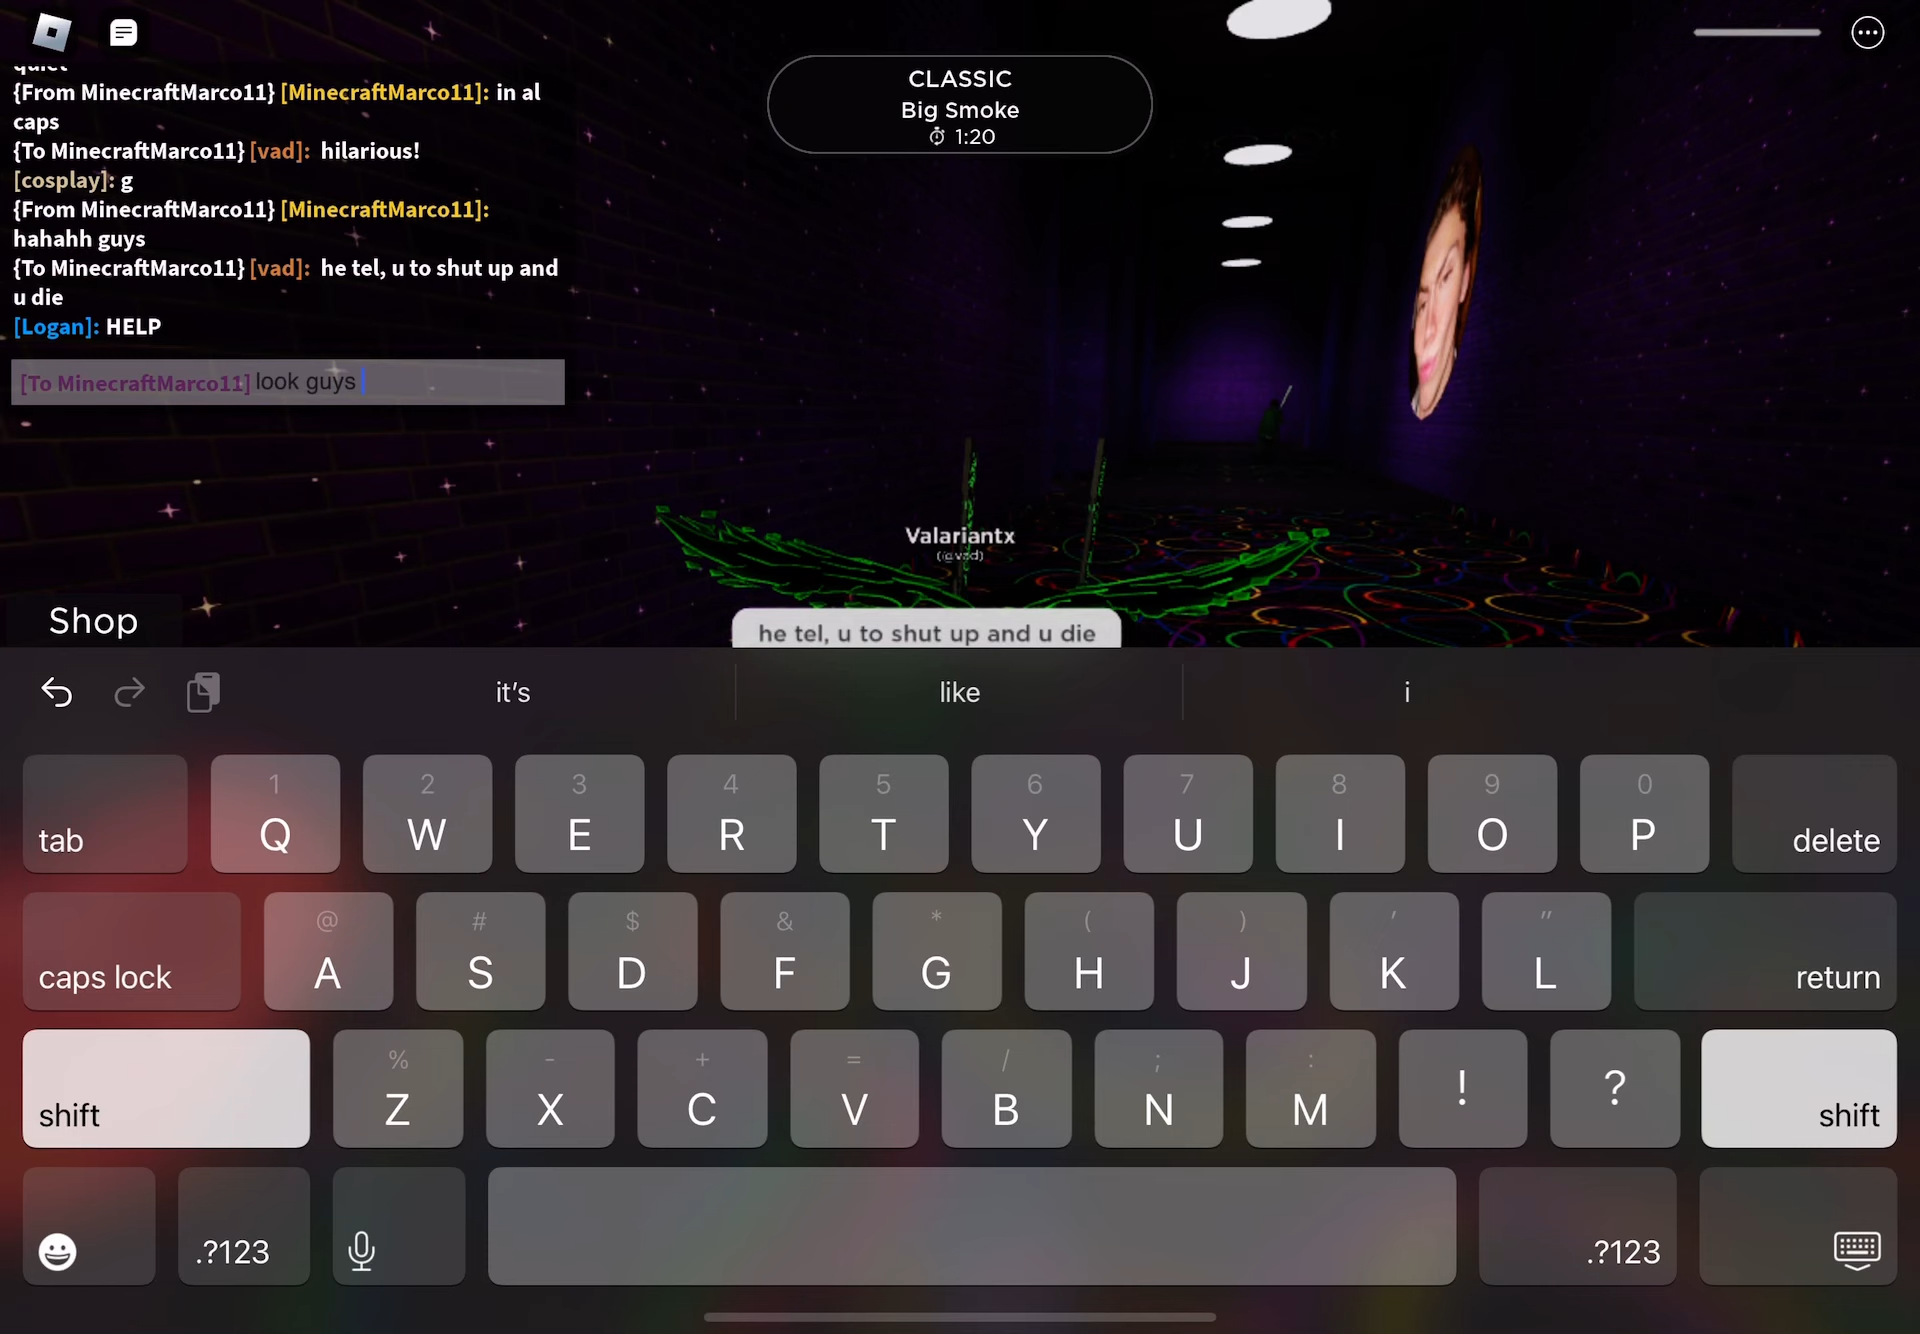 {From MinecraftMarco11} [MinecraftMarco11]: in al
caps
{To MinecraftMarco11} [vad]: hilarious!
[cosplay]: g
{From MinecraftMarco11} [MinecraftMarco11]:
hahahh guys
{To MinecraftMarco11} [vad]: he tel, u to shut up and
u die
[Logan]: HELP
[To MinecraftMarco11] look guys
CLASSIC
Big Smoke
1:20
Valariantx
(@vad)
Shop
he tel, u to shut up and u die
it's
like
i
tab
1 2 3 4 5 6 7 8 9 0
Q W E R T Y U I O P
delete
caps lock
@ # $ & * ( ) ' "
A S D F G H J K L
return
shift
% - + = / ; :
Z X C V B N M ! ?
shift
.?123
.?123